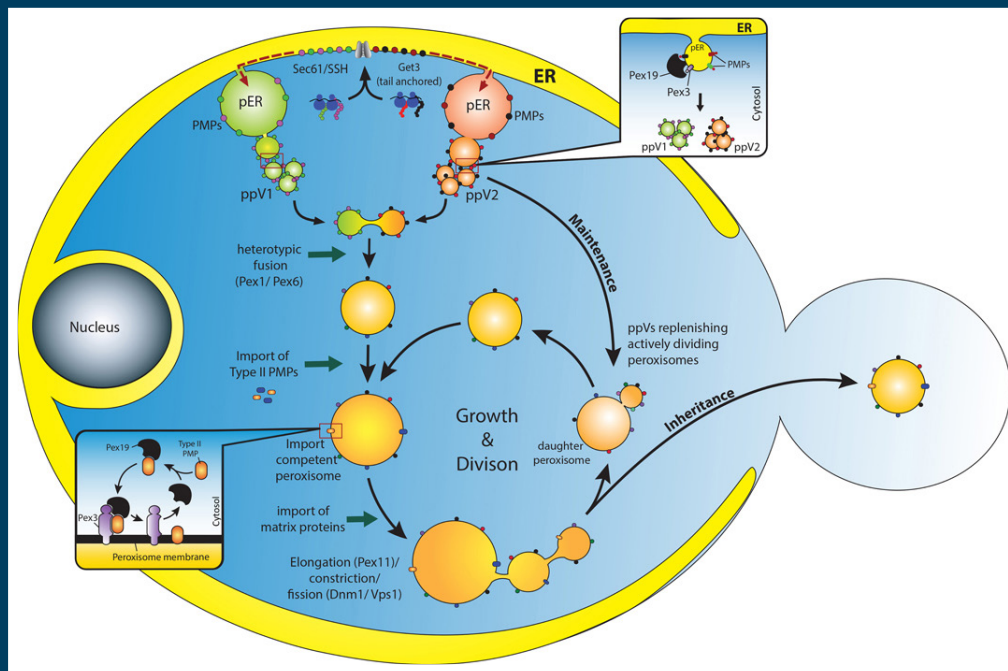 ER
Sec61/SSH
Get3
(tail anchored)
pER
PMPs
pER
PMPs
ppV1
ppV2
ER
pER
PMPs
Pex19
Pex3
Cytosol
ppV1
ppV2
heterotypic
fusion
(Pex1/ Pex6)
Maintenance
Nucleus
Import of
Type II PMPs
ppVs replenishing
actively dividing
peroxisomes
Growth
&
Divison
Inheritance
daughter
peroxisome
Import
competent
peroxisome
Pex19
Type II
PMP
Cytosol
Pex3
Peroxisome membrane
import of
matrix proteins
Elongation (Pex11)/
constriction/
fission (Dnm1/ Vps1)